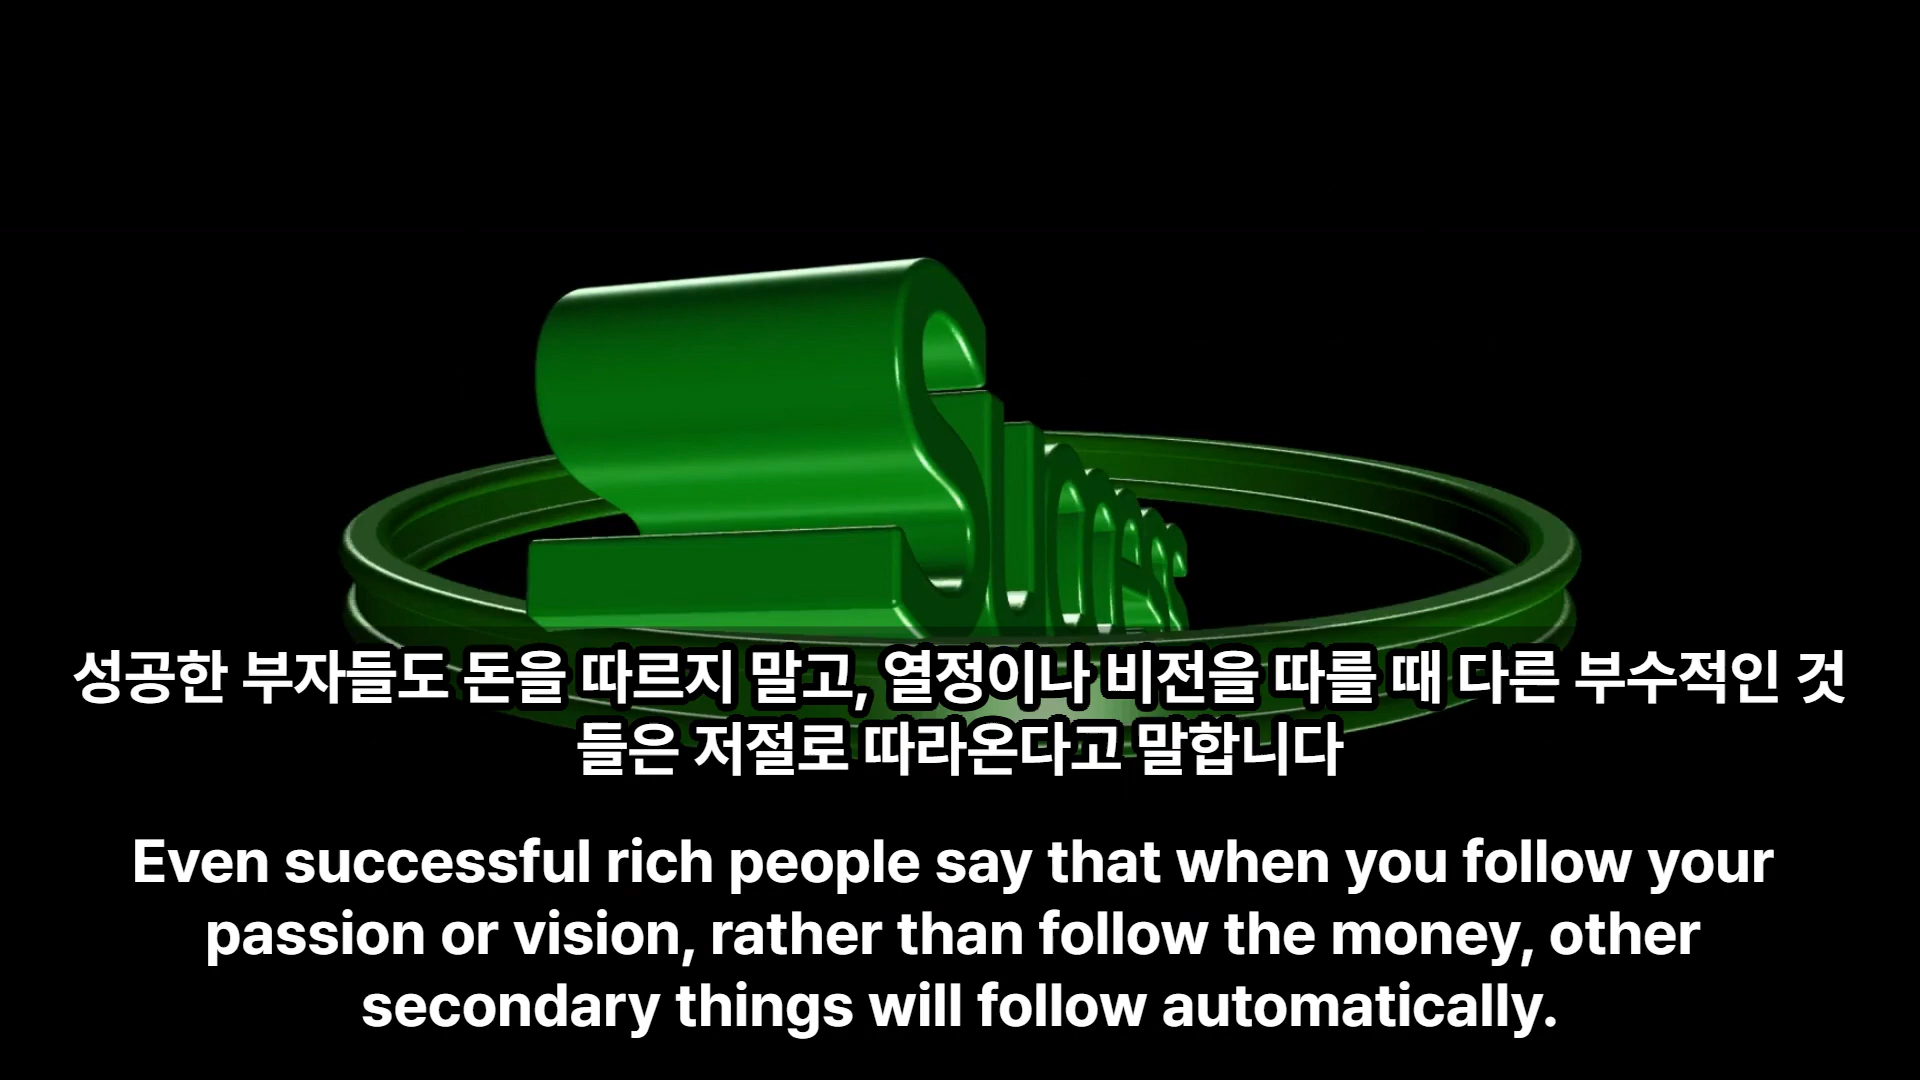 성공한 부자들도 돈을 따르지 말고, 열정이나 비전을 따를 때 다른 부수적인 것
들은 저절로 따라온다고 말합니다
Even successful rich people say that when you follow your
passion or vision, rather than follow the money, other
secondary things will follow automatically.